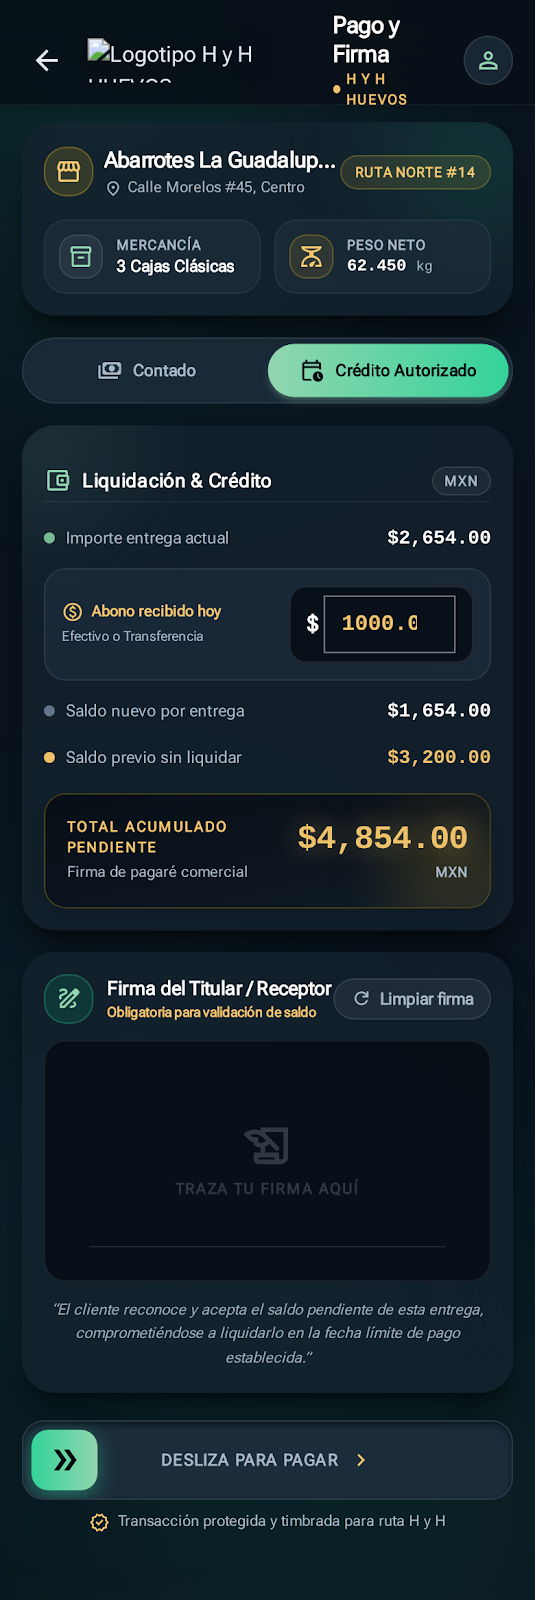 Pago y
Firma
Logotipo H y H
HUEVOS
H Y H
HUEVOS
Abarrotes La Guadalup...
Calle Morelos #45, Centro
RUTA NORTE #14
MERCANCÍA
3 Cajas Clásicas
PESO NETO
62.450 kg
Contado
Crédito Autorizado
Liquidación & Crédito
MXN
Importe entrega actual
$2,654.00
Abono recibido hoy
Efectivo o Transferencia
$ 1000.0
Saldo nuevo por entrega
$1,654.00
Saldo previo sin liquidar
$3,200.00
TOTAL ACUMULADO
PENDIENTE
Firma de pagaré comercial
$4,854.00
MXN
Firma del Titular / Receptor
Obligatoria para validación de saldo
Limpiar firma
TRAZA TU FIRMA AQUÍ
"El cliente reconoce y acepta el saldo pendiente de esta entrega,
comprometiéndose a liquidarlo en la fecha límite de pago
establecida."
DESLIZA PARA PAGAR
Transacción protegida y timbrada para ruta H y H